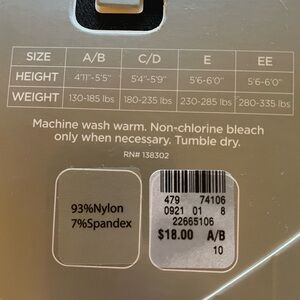 SIZE A/B C/D E EE
HEIGHT 4'11"-5'5" 5'4"-5'9" 5'6-6'0" 5'6-6'0"
WEIGHT 130-185 lbs 180-235 lbs 230-285 lbs 280-335 lbs
Machine wash warm. Non-chlorine bleach
only when necessary. Tumble dry.
RN# 138302
93%Nylon
7%Spandex
479 74106
0921 01 8
22665106
$18.00 A/B
10